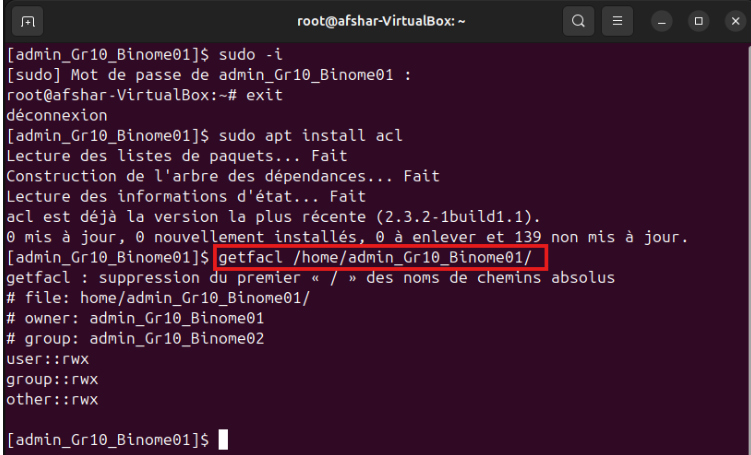 root@afshar-VirtualBox: ~
[admin_Gr10_Binome01]$ sudo -i
[sudo] Mot de passe de admin_Gr10_Binome01 :
root@afshar-VirtualBox:~# exit
déconnexion
[admin_Gr10_Binome01]$ sudo apt install acl
Lecture des listes de paquets... Fait
Construction de l'arbre des dépendances... Fait
Lecture des informations d'état... Fait
acl est déjà la version la plus récente (2.3.2-1build1.1).
0 mis à jour, 0 nouvellement installés, 0 à enlever et 139 non mis à jour.
[admin_Gr10_Binome01]$ getfacl /home/admin_Gr10_Binome01/
getfacl : suppression du premier « / » des noms de chemins absolus
# file: home/admin_Gr10_Binome01/
# owner: admin_Gr10_Binome01
# group: admin_Gr10_Binome02
user::rwx
group::rwx
other::rwx
[admin_Gr10_Binome01]$